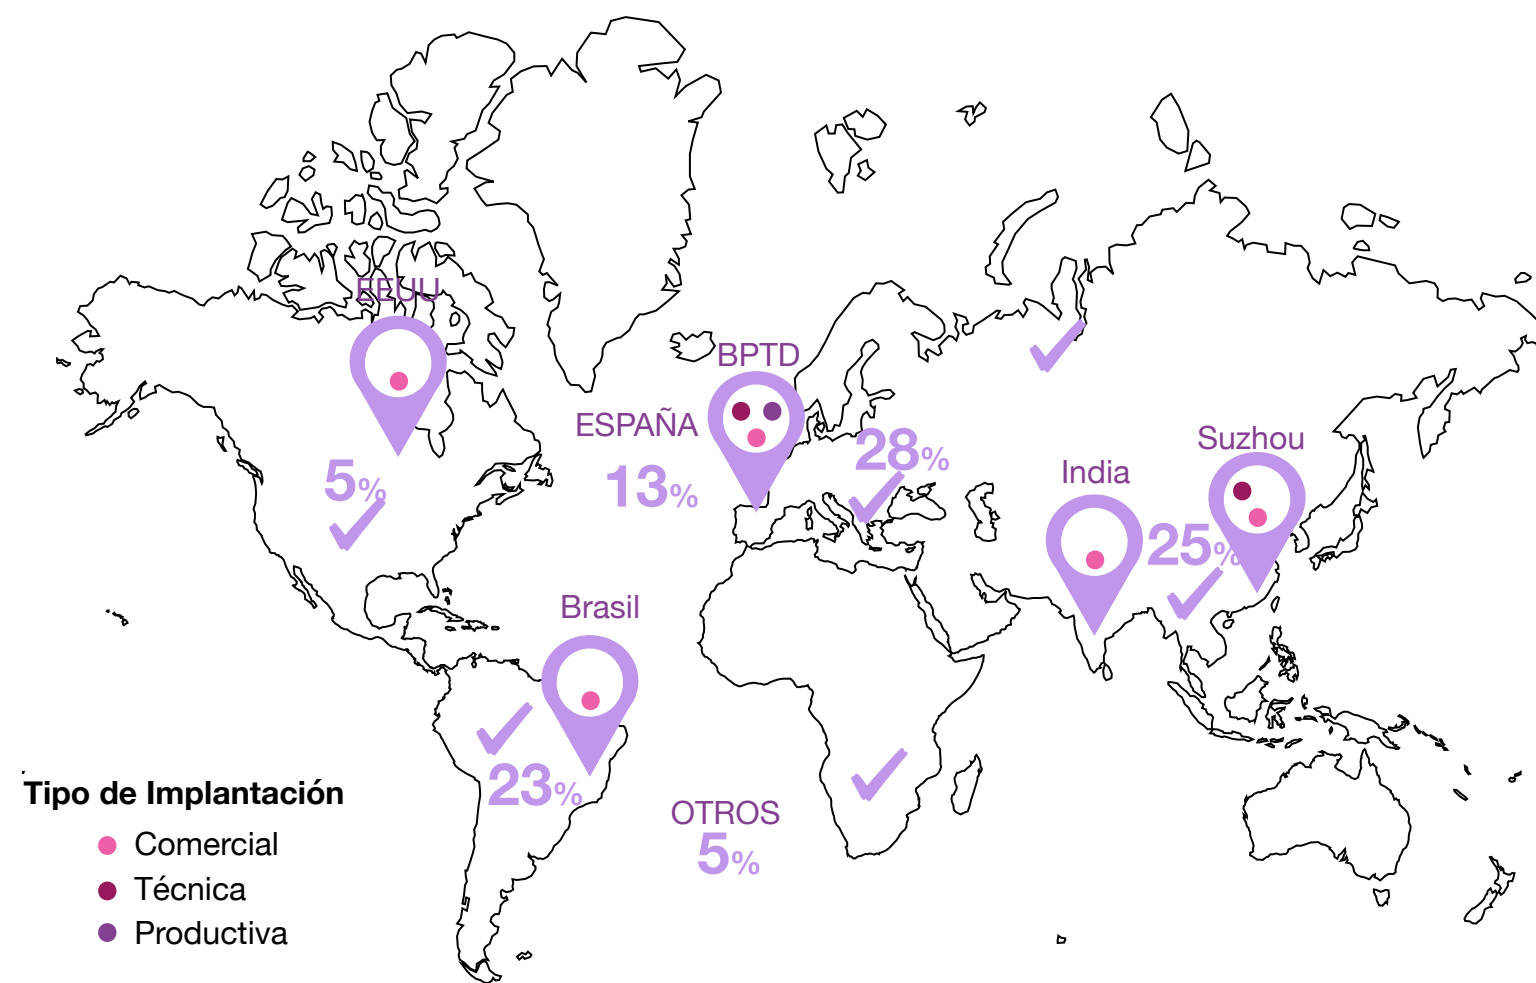 EEUU
5%
BPTD
ESPAÑA
13%
28%
Suzhou
India
25%
Brasil
23%
OTROS
5%
Tipo de Implantación
Comercial
Técnica
Productiva